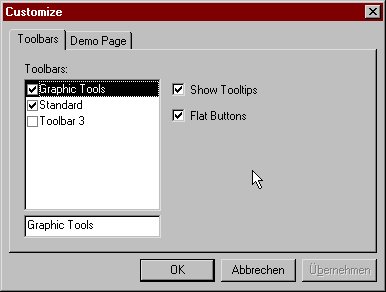 Customize
Toolbars
Demo Page
Toolbars:
Graphic Tools
Standard
Toolbar 3
Show Tooltips
Flat Buttons
Graphic Tools
OK
Abbrechen
Übernehmen